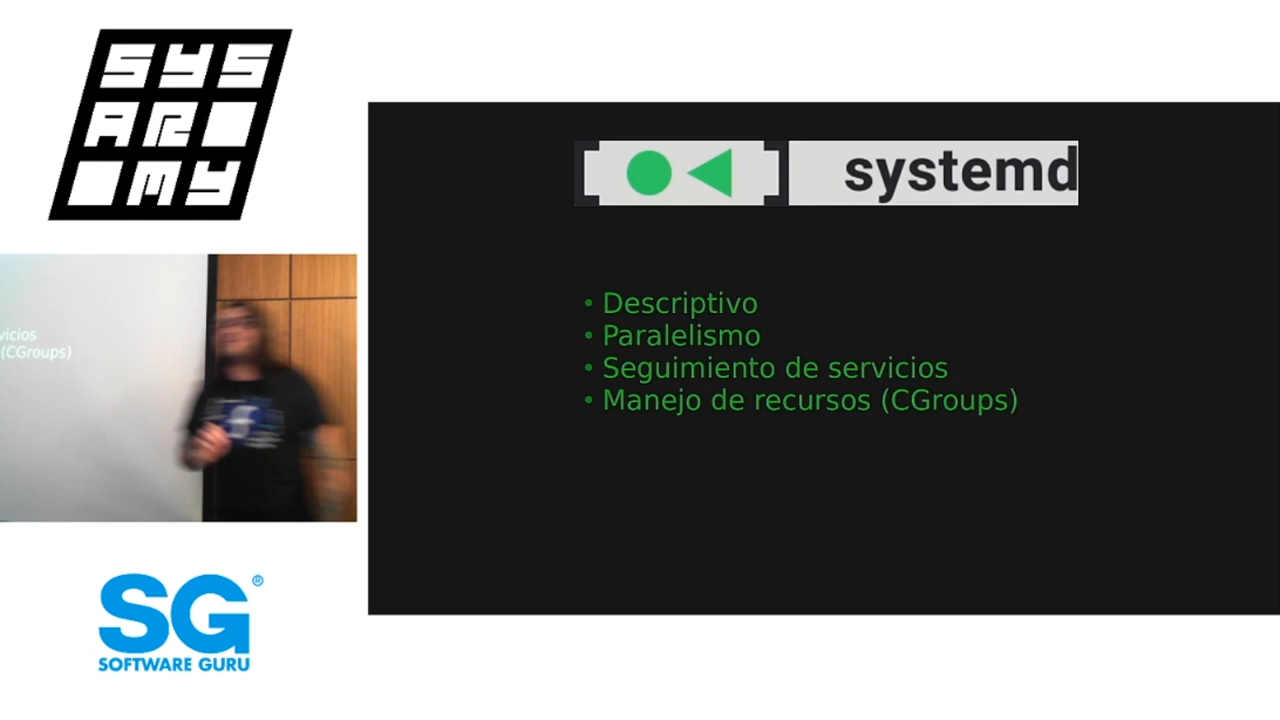 SYS
AR
MY
systemd
• Descriptivo
• Paralelismo
• Seguimiento de servicios
• Manejo de recursos (CGroups)
vicios
(CGroups)
SG®
SOFTWARE GURU